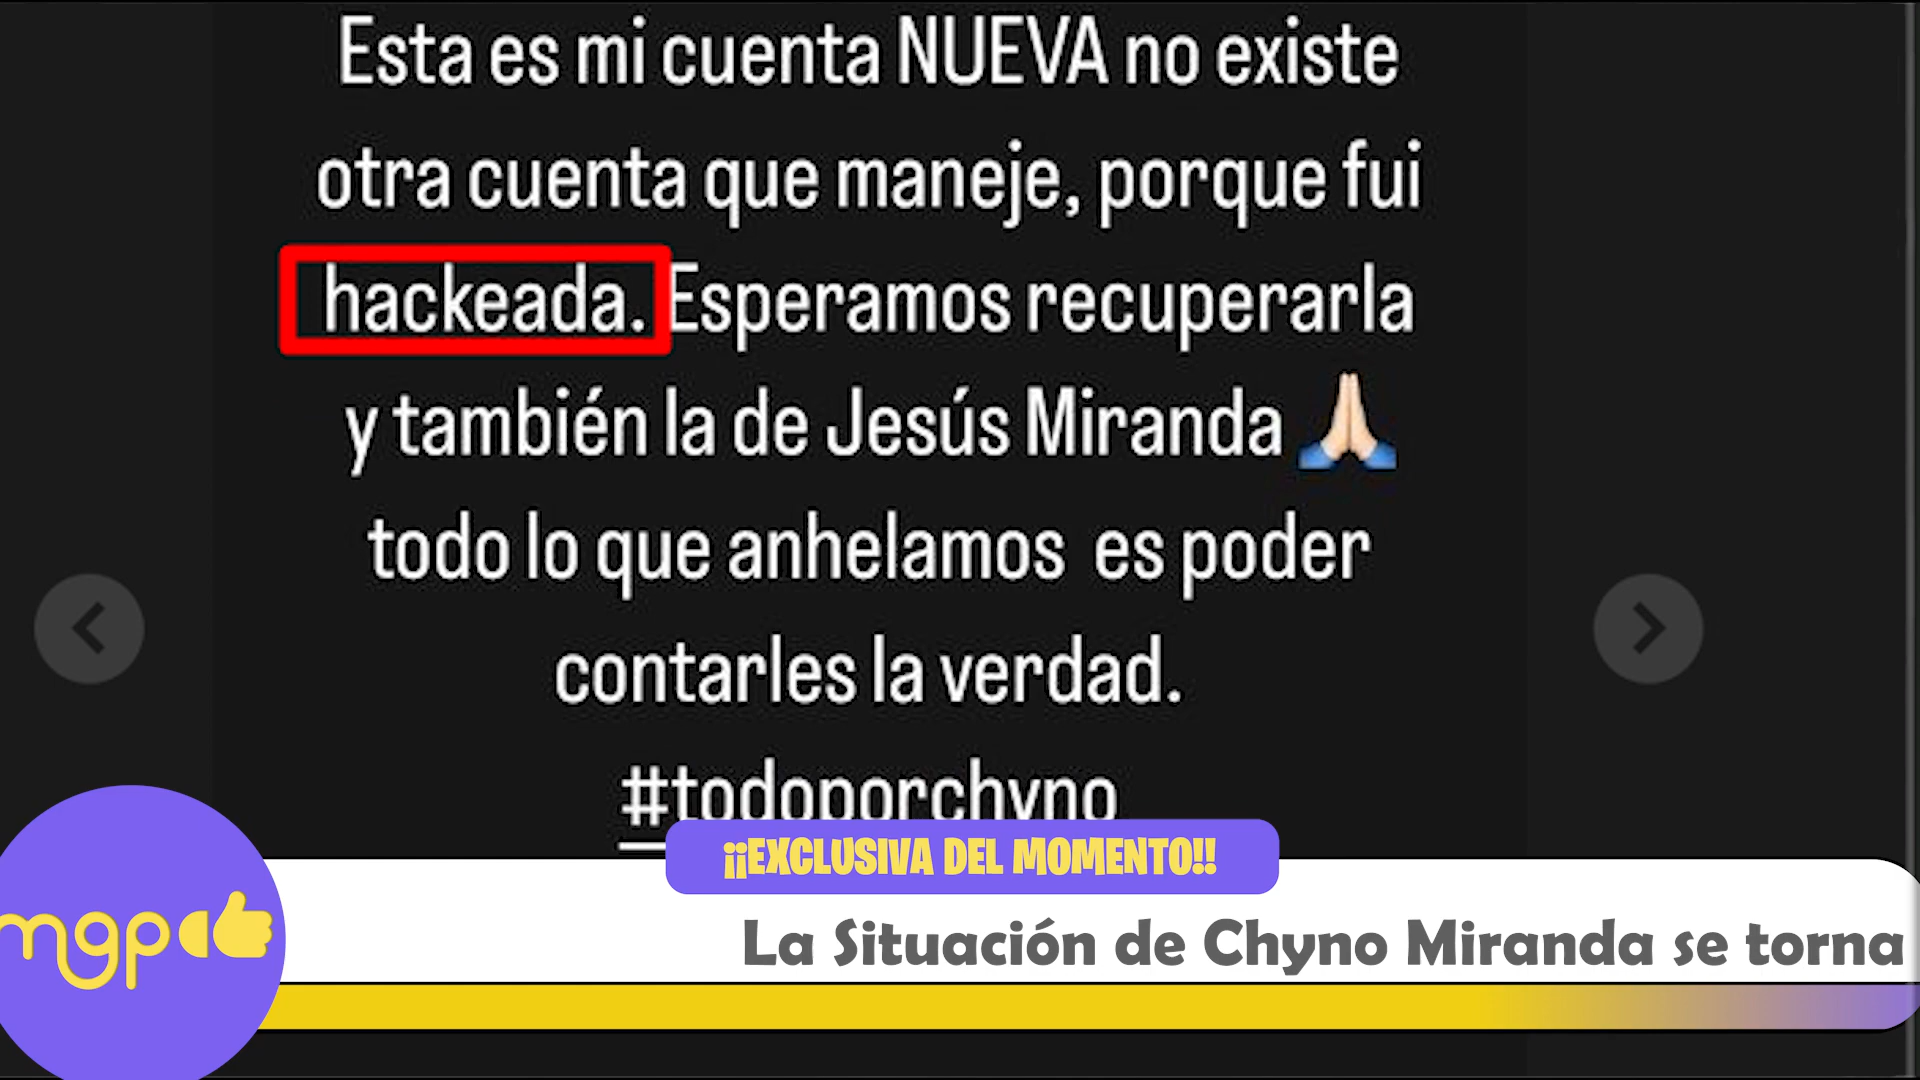 Esta es mi cuenta NUEVA no existe
otra cuenta que maneje, porque fui
hackeada. Esperamos recuperarla
y también la de Jesús Miranda 🙏🏻
todo lo que anhelamos es poder
contarles la verdad.
#todoporchyno
¡¡EXCLUSIVA DEL MOMENTO!!
La Situación de Chyno Miranda se torna
mgp